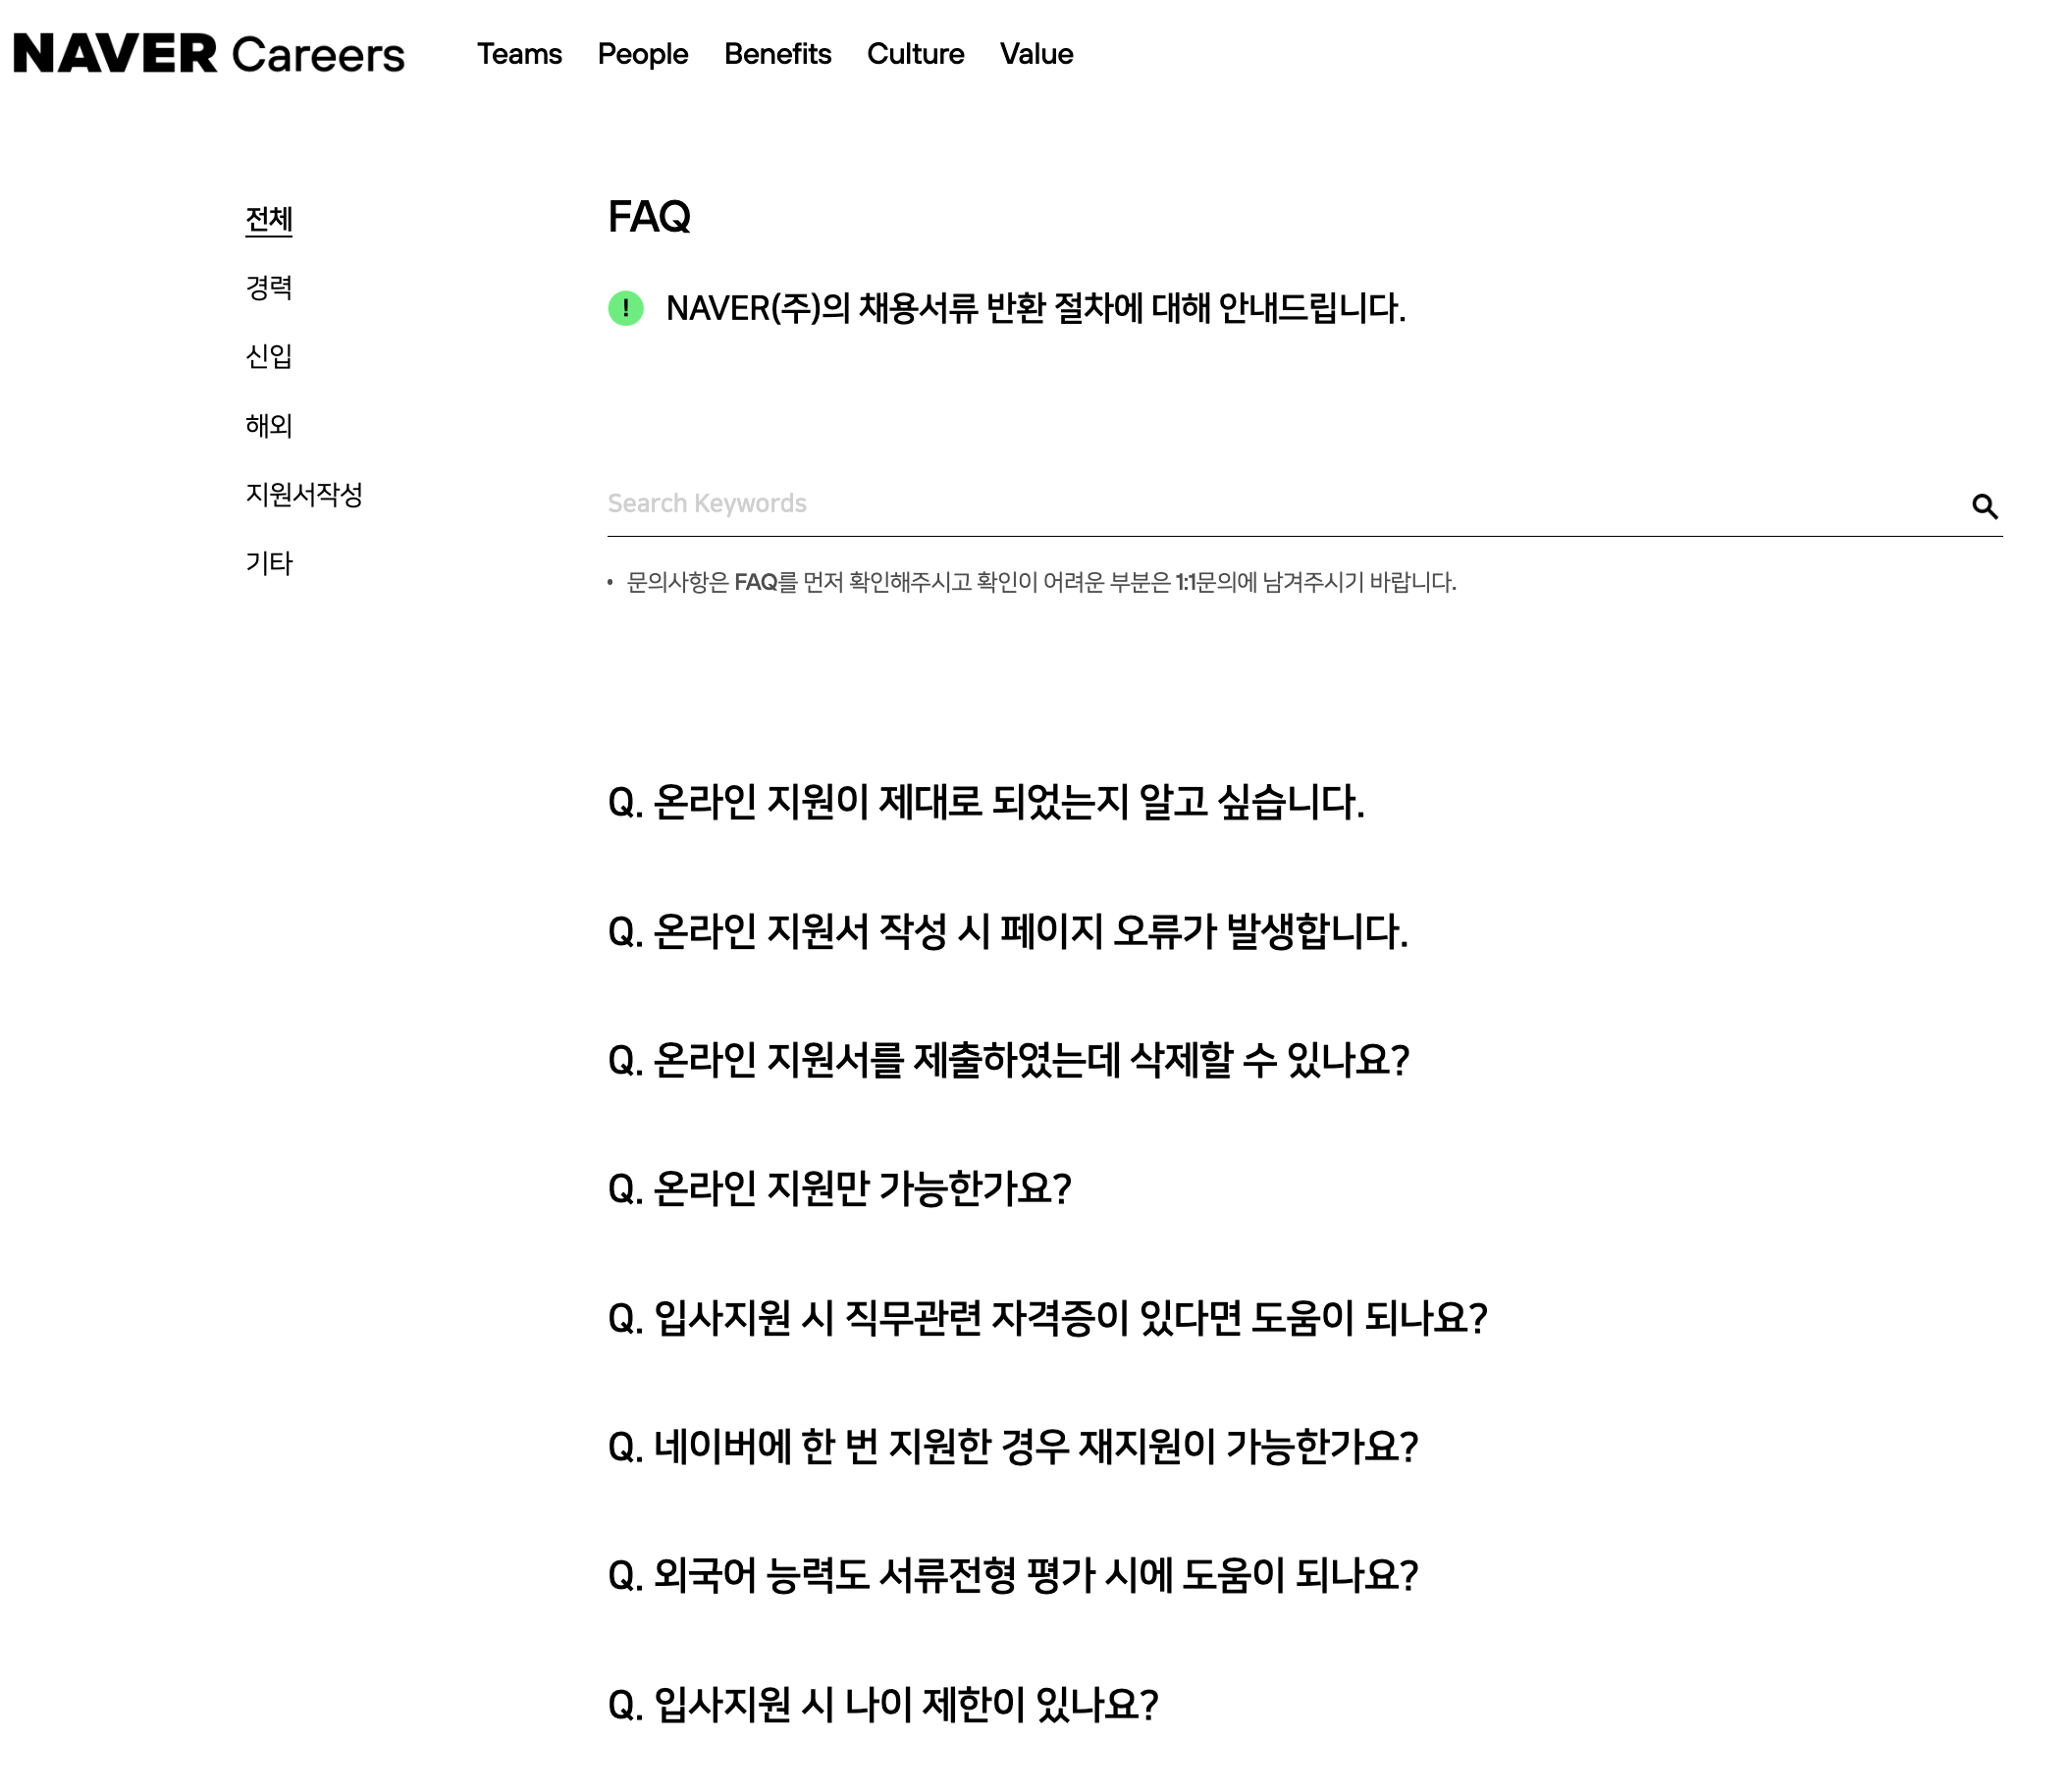 NAVER Careers Teams People Benefits Culture Value
전체
경력
신입
해외
지원서작성
기타
FAQ
! NAVER(주)의 채용서류 반환 절차에 대해 안내드립니다.
Search Keywords
• 문의사항은 FAQ를 먼저 확인해주시고 확인이 어려운 부분은 1:1문의에 남겨주시기 바랍니다.
Q. 온라인 지원이 제대로 되었는지 알고 싶습니다.
Q. 온라인 지원서 작성 시 페이지 오류가 발생합니다.
Q. 온라인 지원서를 제출하였는데 삭제할 수 있나요?
Q. 온라인 지원만 가능한가요?
Q. 입사지원 시 직무관련 자격증이 있다면 도움이 되나요?
Q. 네이버에 한 번 지원한 경우 재지원이 가능한가요?
Q. 외국어 능력도 서류전형 평가 시에 도움이 되나요?
Q. 입사지원 시 나이 제한이 있나요?